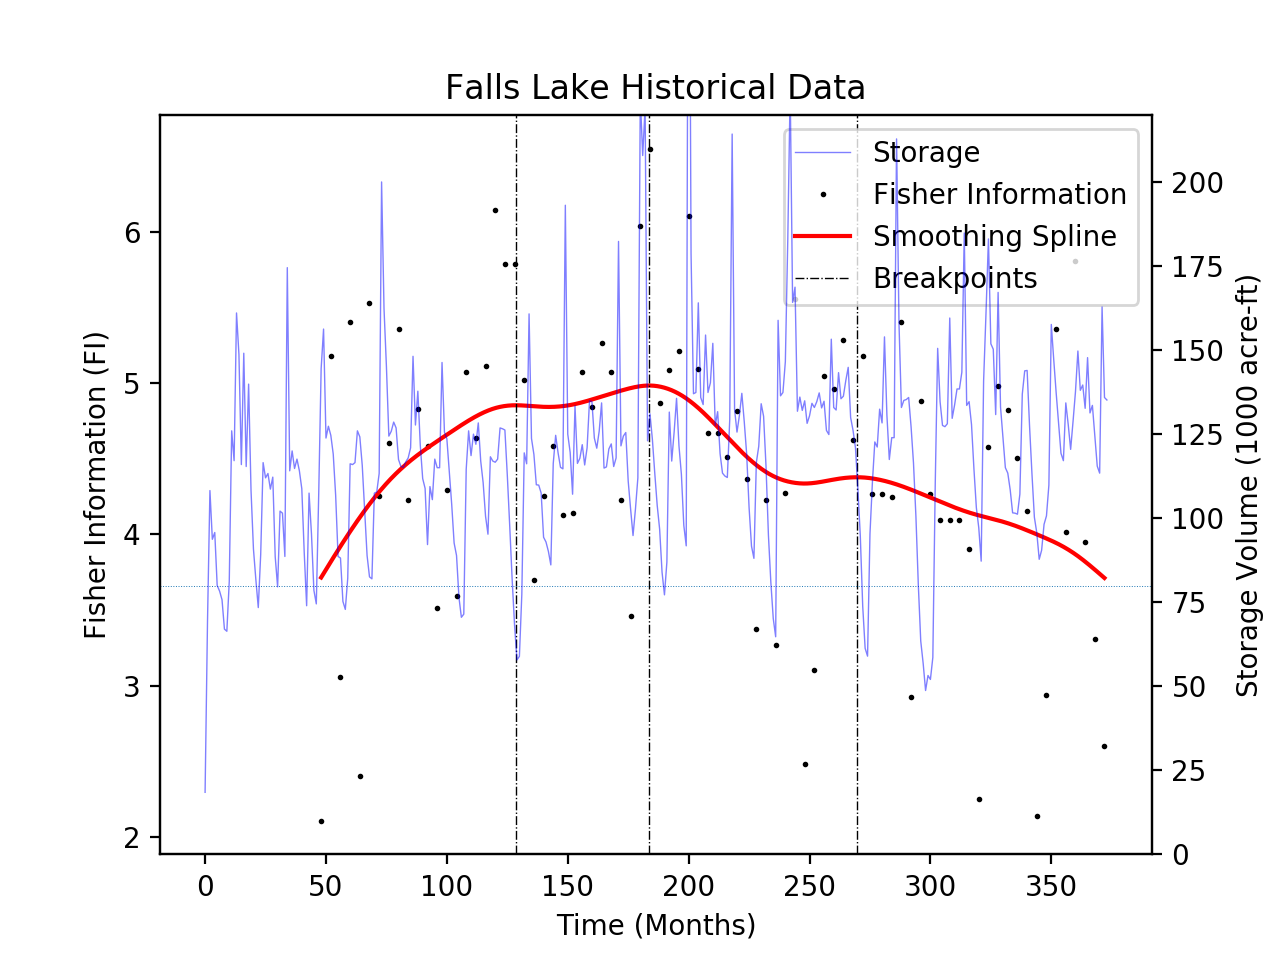 Falls Lake Historical Data
Storage
Fisher Information
Smoothing Spline
Breakpoints
Fisher Information (FI)
6
5
4
3
2
200
175
150
125
100
75
50
25
0
Storage Volume (1000 acre-ft)
0 50 100 150 200 250 300 350
Time (Months)